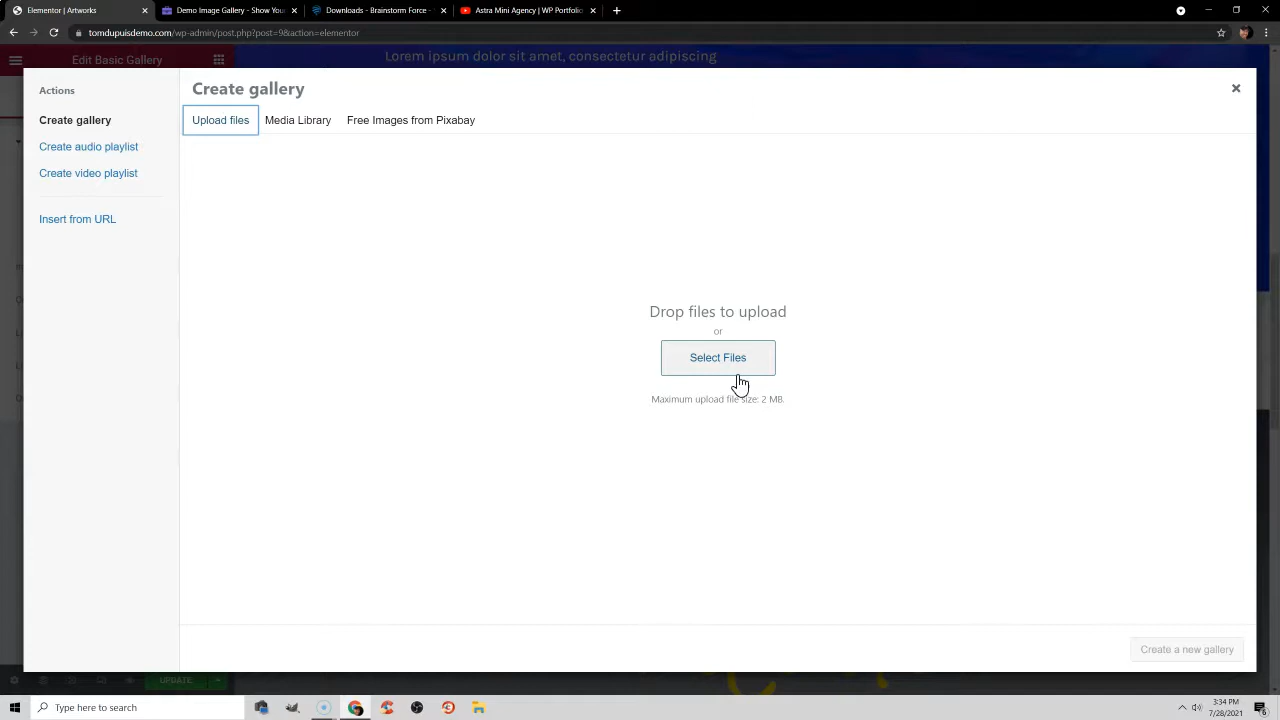 Elementor | Artworks
Demo Image Gallery - Show Your
Downloads - Brainstorm Force -
Astra Mini Agency | WP Portfolio
tomdupuisdemo.com/wp-admin/post.php?post=9&action=elementor
Edit Basic Gallery
Lorem ipsum dolor sit amet, consectetur adipiscing
Actions
Create gallery
Create audio playlist
Create video playlist
Insert from URL
Create gallery
Upload files
Media Library
Free Images from Pixabay
Drop files to upload
or
Select Files
Maximum upload file size: 2 MB.
Create a new gallery
UPDATE
Type here to search
3:34 PM
7/28/2021
6